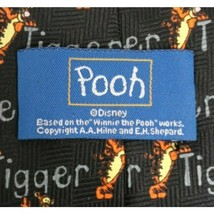 Tigger
Pooh
©Disney
Based on the "Winnie the Pooh" works.
Copyright A.A. Milne and E.H. Shepard.
Tigger